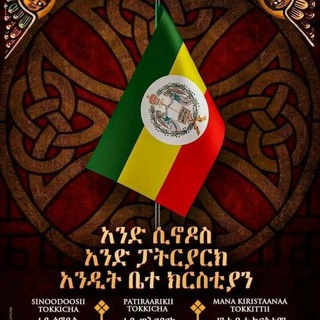 አንድ ሲኖዶስ
አንድ ፓትርያርክ
አንዲት ቤተ ክርስቲያን
SINOODOOSII TOKKICHA
PATIRAARIKII TOKKICHA
MANA KIRISTAANAA TOKKITTII